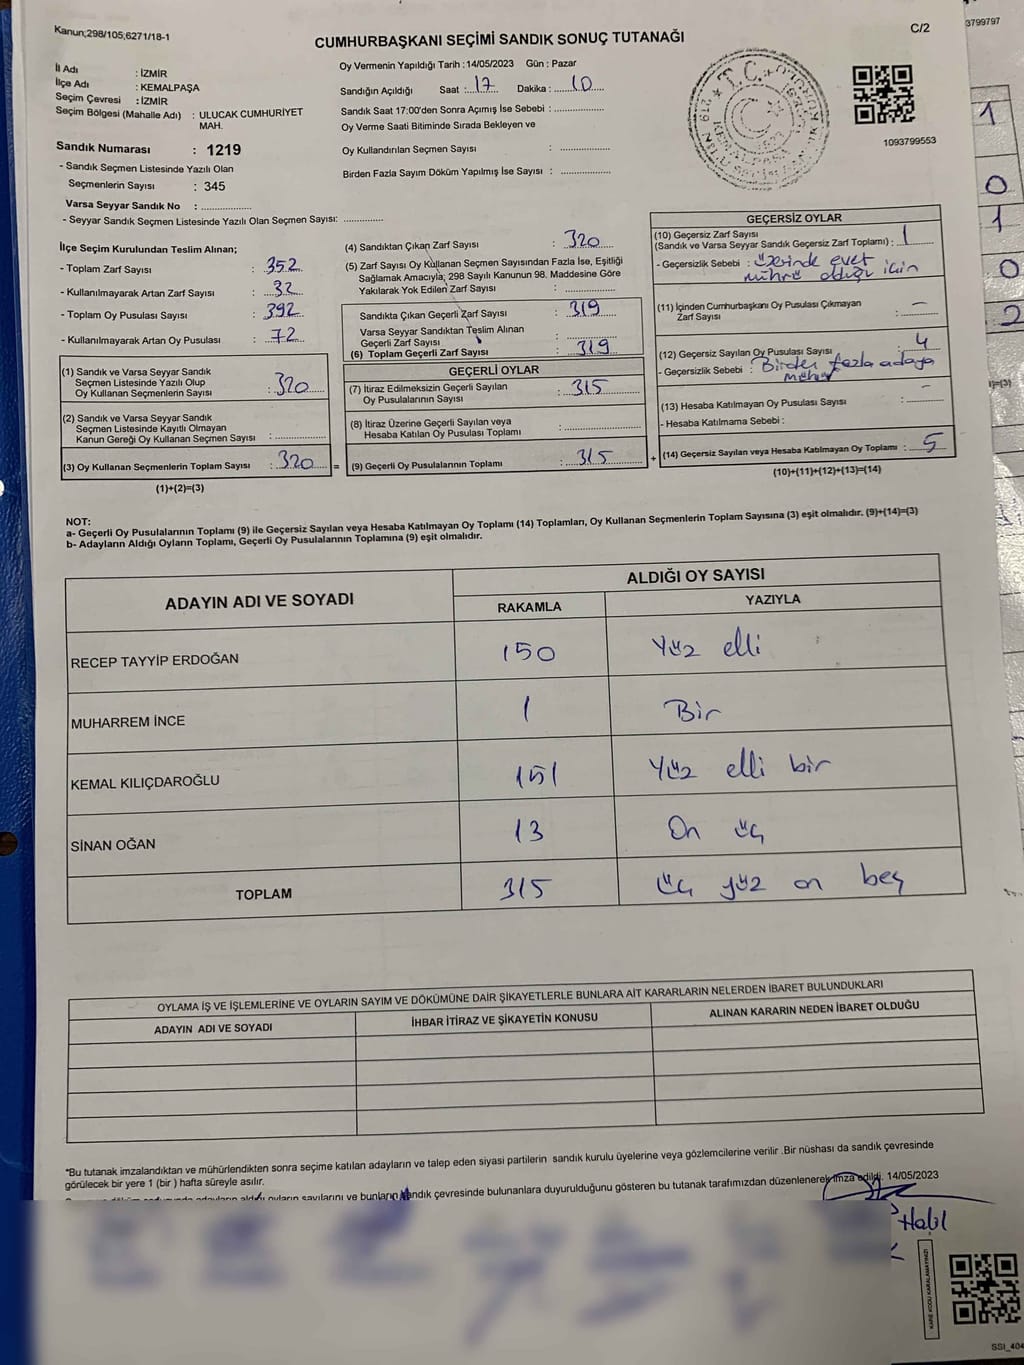 Kanun;298/105,6271/18-1
C/2
3799797
CUMHURBAŞKANI SEÇİMİ SANDIK SONUÇ TUTANAĞI
İl Adı : İZMİR
İlçe Adı : KEMALPAŞA
Seçim Çevresi : İZMİR
Seçim Bölgesi (Mahalle Adı) : ULUCAK CUMHURİYET MAH.
Sandık Numarası : 1219
- Sandık Seçmen Listesinde Yazılı Olan
Seçmenlerin Sayısı : 345
Varsa Seyyar Sandık No : ..............
- Seyyar Sandık Seçmen Listesinde Yazılı Olan Seçmen Sayısı: ..............
Oy Vermenin Yapıldığı Tarih : 14/05/2023 Gün : Pazar
Sandığın Açıldığı Saat : 17 Dakika : 10
Sandık Saat 17:00'den Sonra Açımış İse Sebebi : ..............
Oy Verme Saati Bitiminde Sırada Bekleyen ve
Oy Kullandırılan Seçmen Sayısı : ..............
Birden Fazla Sayım Döküm Yapılmış İse Sayısı : ..............
T.C.
KEMALPAŞA
1093799553
İlçe Seçim Kurulundan Teslim Alınan;
- Toplam Zarf Sayısı : 352
- Kullanılmayarak Artan Zarf Sayısı : 32
- Toplam Oy Pusulası Sayısı : 392
- Kullanılmayarak Artan Oy Pusulası : 72
(1) Sandık ve Varsa Seyyar Sandık
Seçmen Listesinde Yazılı Olup
Oy Kullanan Seçmenlerin Sayısı : 320
(2) Sandık ve Varsa Seyyar Sandık
Seçmen Listesinde Kayıtlı Olmayan
Kanun Gereği Oy Kullanan Seçmen Sayısı : ..............
(3) Oy Kullanan Seçmenlerin Toplam Sayısı : 320 =
(1)+(2)=(3)
(4) Sandıktan Çıkan Zarf Sayısı : 320
(5) Zarf Sayısı Oy Kullanan Seçmen Sayısından Fazla İse, Eşitliği
Sağlamak Amacıyla; 298 Sayılı Kanunun 98. Maddesine Göre
Yakılarak Yok Edilen Zarf Sayısı : ..............
Sandıkta Çıkan Geçerli Zarf Sayısı : 319
Varsa Seyyar Sandıktan Teslim Alınan
Geçerli Zarf Sayısı : ..............
(6) Toplam Geçerli Zarf Sayısı : 319
GEÇERLİ OYLAR
(7) İtiraz Edilmeksizin Geçerli Sayılan
Oy Pusulalarının Sayısı : 315
(8) İtiraz Üzerine Geçerli Sayılan veya
Hesaba Katılan Oy Pusulası Toplamı : ..............
(9) Geçerli Oy Pusulalarının Toplamı : 315 +
GEÇERSİZ OYLAR
(10) Geçersiz Zarf Sayısı
(Sandık ve Varsa Seyyar Sandık Geçersiz Zarf Toplamı) : 1
- Geçersizlik Sebebi : üzerinde evet
mührü olduğu için
(11) İçinden Cumhurbaşkanı Oy Pusulası Çıkmayan
Zarf Sayısı : –
(12) Geçersiz Sayılan Oy Pusulası Sayısı : 4
- Geçersizlik Sebebi : Birden fazla adaya
mühür
(13) Hesaba Katılmayan Oy Pusulası Sayısı : –
- Hesaba Katılmama Sebebi :
(14) Geçersiz Sayılan veya Hesaba Katılmayan Oy Toplamı : 5
(10)+(11)+(12)+(13)=(14)
NOT:
a- Geçerli Oy Pusulalarının Toplamı (9) ile Geçersiz Sayılan veya Hesaba Katılmayan Oy Toplamı (14) Toplamları, Oy Kullanan Seçmenlerin Toplam Sayısına (3) eşit olmalıdır. (9)+(14)=(3)
b- Adayların Aldığı Oyların Toplamı, Geçerli Oy Pusulalarının Toplamına (9) eşit olmalıdır.
ADAYIN ADI VE SOYADI ALDIĞI OY SAYISI
RAKAMLA YAZIYLA
RECEP TAYYİP ERDOĞAN 150 Yüz elli
MUHARREM İNCE 1 Bir
KEMAL KILIÇDAROĞLU 151 Yüz elli bir
SİNAN OĞAN 13 On üç
TOPLAM 315 Üç yüz on beş
OYLAMA İŞ VE İŞLEMLERİNE VE OYLARIN SAYIM VE DÖKÜMÜNE DAİR ŞİKAYETLERLE BUNLARA AİT KARARLARIN NELERDEN İBARET BULUNDUKLARI
ADAYIN ADI VE SOYADI İHBAR İTİRAZ VE ŞİKAYETİN KONUSU ALINAN KARARIN NEDEN İBARET OLDUĞU
*Bu tutanak imzalandıktan ve mühürlendikten sonra seçime katılan adayların ve talep eden siyasi partilerin sandık kurulu üyelerine veya gözlemcilerine verilir .Bir nüshası da sandık çevresinde
görülecek bir yere 1 (bir ) hafta süreyle asılır.
adayların aldığı oyların sayılarını ve bunların sandık çevresinde bulunanlara duyurulduğunu gösteren bu tutanak tarafımızdan düzenlenerek imza edildi. 14/05/2023
Halil
KARE KODU KARALAMAYINIZ!
SSI_404
1
0
1
0
2
)=(3)